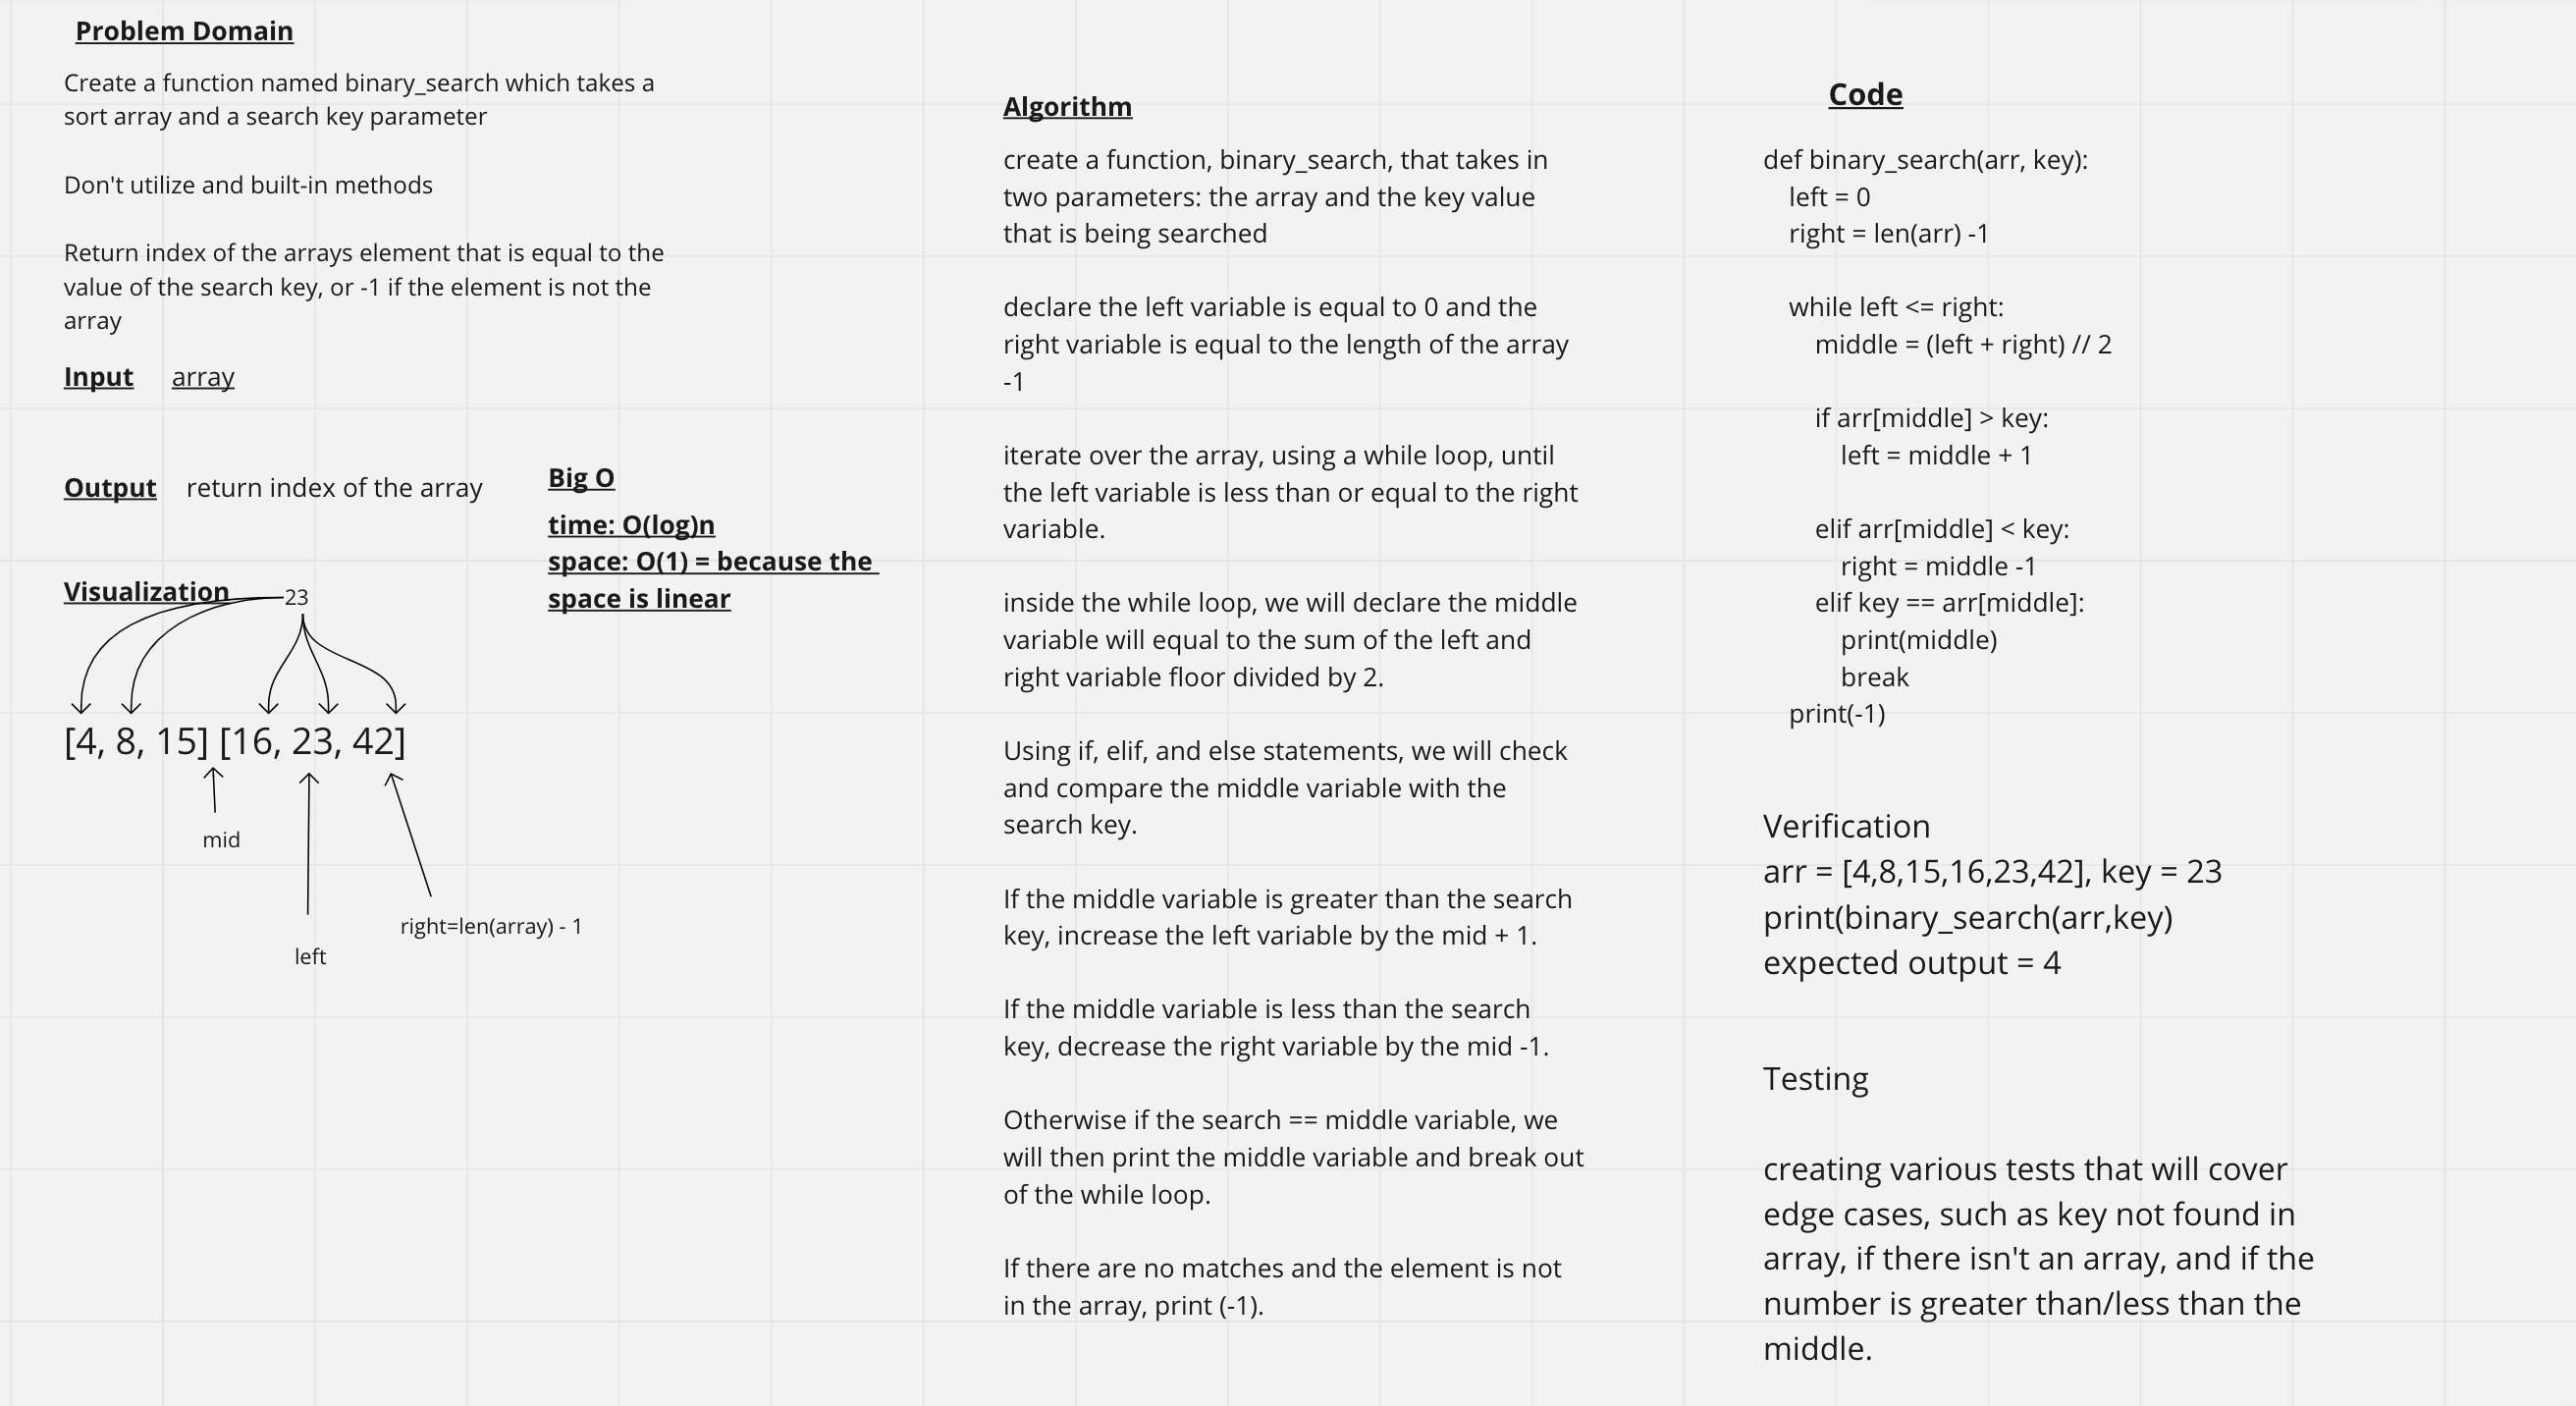 Problem Domain
Create a function named binary_search which takes a
sort array and a search key parameter
Don't utilize and built-in methods
Return index of the arrays element that is equal to the
value of the search key, or -1 if the element is not the
array
Input array
Output return index of the array
Big O
time: O(log)n
space: O(1) = because the
space is linear
Visualization
23
[4, 8, 15] [16, 23, 42]
mid
right=len(array) - 1
left
Algorithm
create a function, binary_search, that takes in
two parameters: the array and the key value
that is being searched
declare the left variable is equal to 0 and the
right variable is equal to the length of the array
-1
iterate over the array, using a while loop, until
the left variable is less than or equal to the right
variable.
inside the while loop, we will declare the middle
variable will equal to the sum of the left and
right variable floor divided by 2.
Using if, elif, and else statements, we will check
and compare the middle variable with the
search key.
If the middle variable is greater than the search
key, increase the left variable by the mid + 1.
If the middle variable is less than the search
key, decrease the right variable by the mid -1.
Otherwise if the search == middle variable, we
will then print the middle variable and break out
of the while loop.
If there are no matches and the element is not
in the array, print (-1).
Code
def binary_search(arr, key):
left = 0
right = len(arr) -1
while left <= right:
middle = (left + right) // 2
if arr[middle] > key:
left = middle + 1
elif arr[middle] < key:
right = middle -1
elif key == arr[middle]:
print(middle)
break
print(-1)
Verification
arr = [4,8,15,16,23,42], key = 23
print(binary_search(arr,key)
expected output = 4
Testing
creating various tests that will cover
edge cases, such as key not found in
array, if there isn't an array, and if the
number is greater than/less than the
middle.